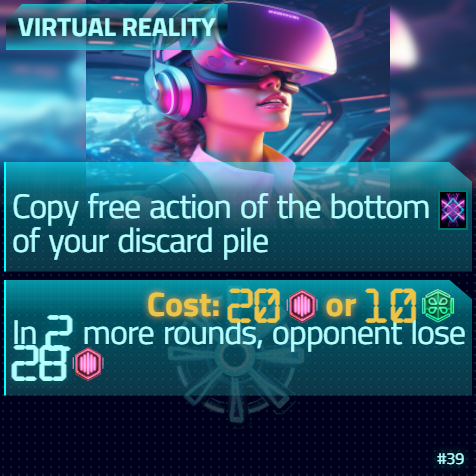 VIRTUAL REALITY
Copy free action of the bottom
of your discard pile
Cost: 20 or 10
In 2 more rounds, opponent lose
28
#39